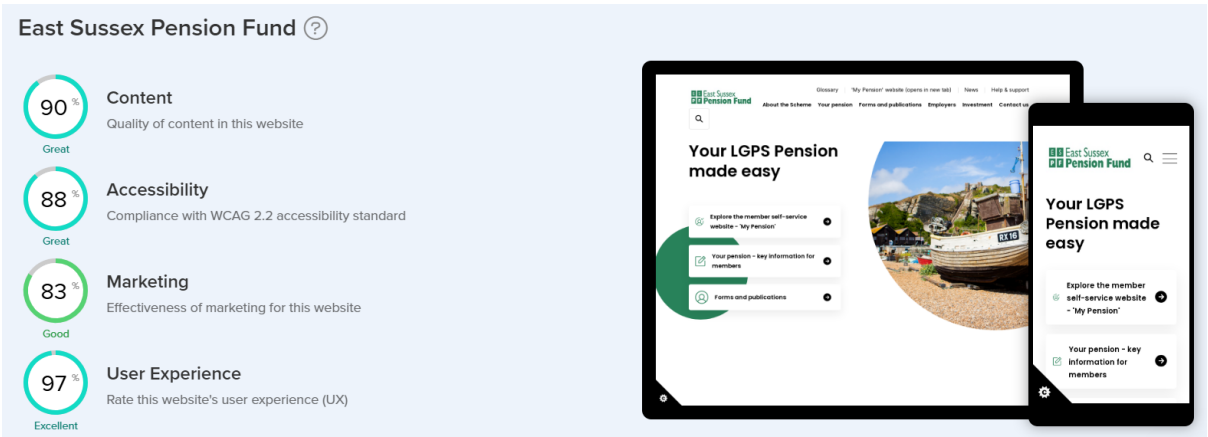 East Sussex Pension Fund ?
90 %
Great
Content
Quality of content in this website
88 %
Great
Accessibility
Compliance with WCAG 2.2 accessibility standard
83 %
Good
Marketing
Effectiveness of marketing for this website
97 %
Excellent
User Experience
Rate this website's user experience (UX)
Glossary
'My Pension' website (opens in new tab)
News
Help & support
East Sussex
Pension Fund
About the Scheme Your pension Forms and publications Employers Investment Contact us
Your LGPS Pension
made easy
Explore the member self-service
website - 'My Pension'
Your pension - key information for
members
Forms and publications
RX 16
East Sussex
Pension Fund
Your LGPS
Pension made
easy
Explore the member
self-service website
- 'My Pension'
Your pension - key
information for
members